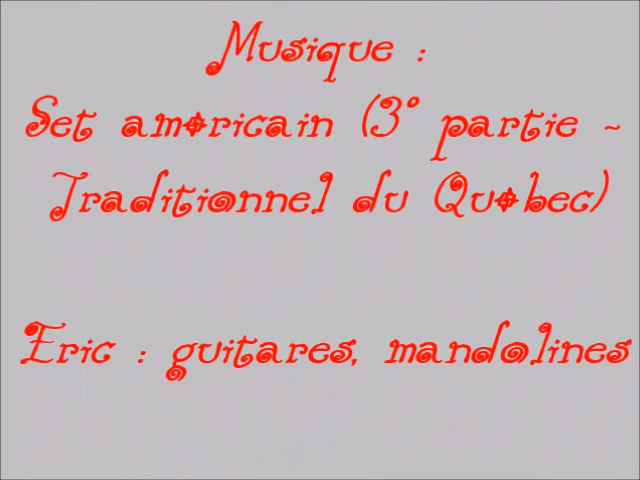 Musique :
Set américain (3° partie ~
Traditionnel du Québec)
Eric : guitares, mandolines